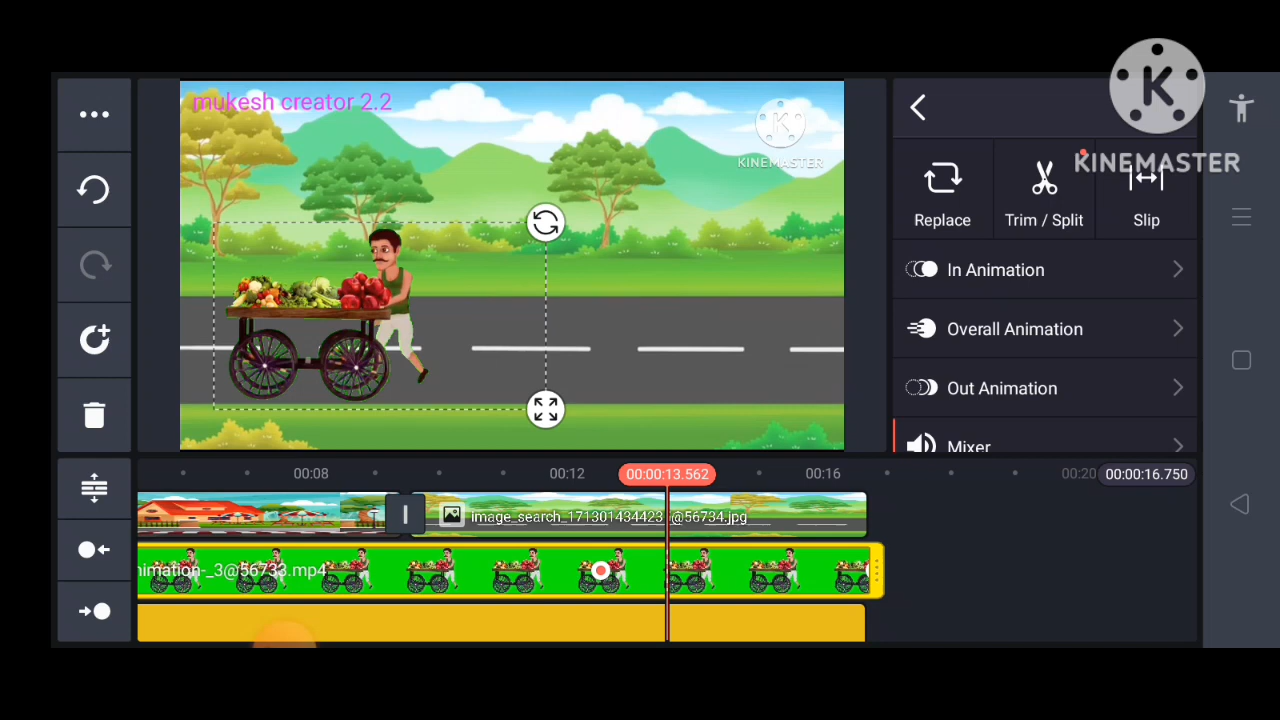 mukesh creator 2.2
KINEMASTER
KINEMASTER
Replace
Trim / Split
Slip
In Animation
Overall Animation
Out Animation
Mixer
00:08
00:12
00:00:13.562
00:16
00:20
00:00:16.750
image_search_171301434423
@56734.jpg
nimation-_3@56733.mp4